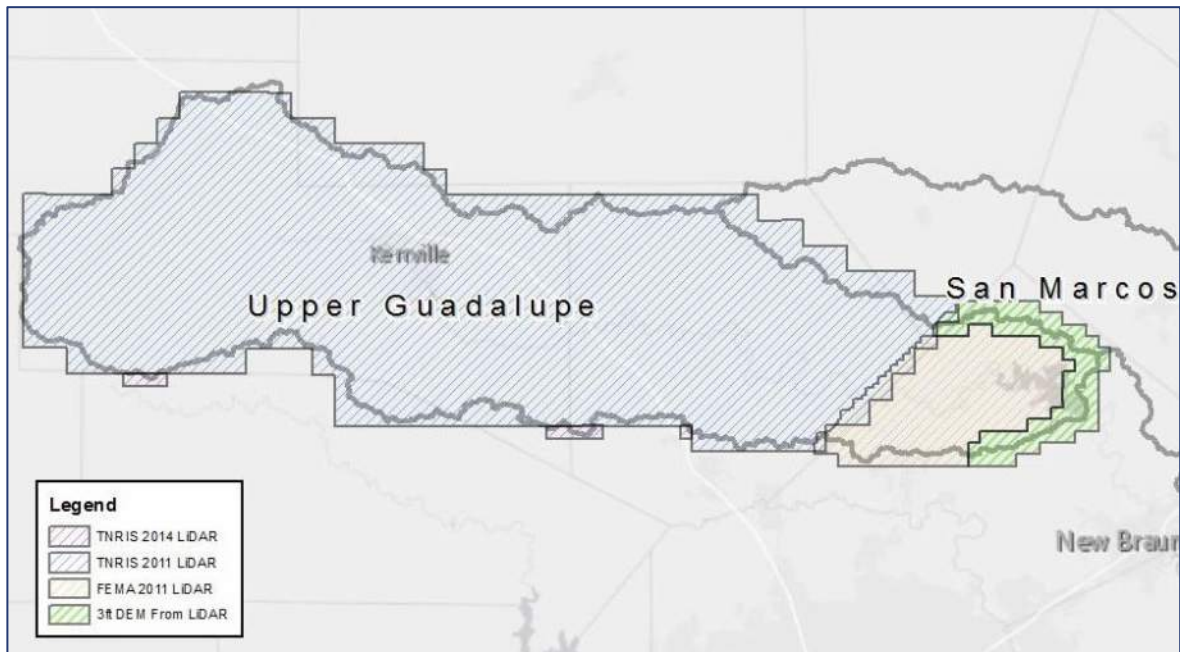 Kerrville
Upper Guadalupe
San Marcos
New Braun
Legend
TNRIS 2014 LiDAR
TNRIS 2011 LiDAR
FEMA 2011 LiDAR
3ft DEM From LiDAR